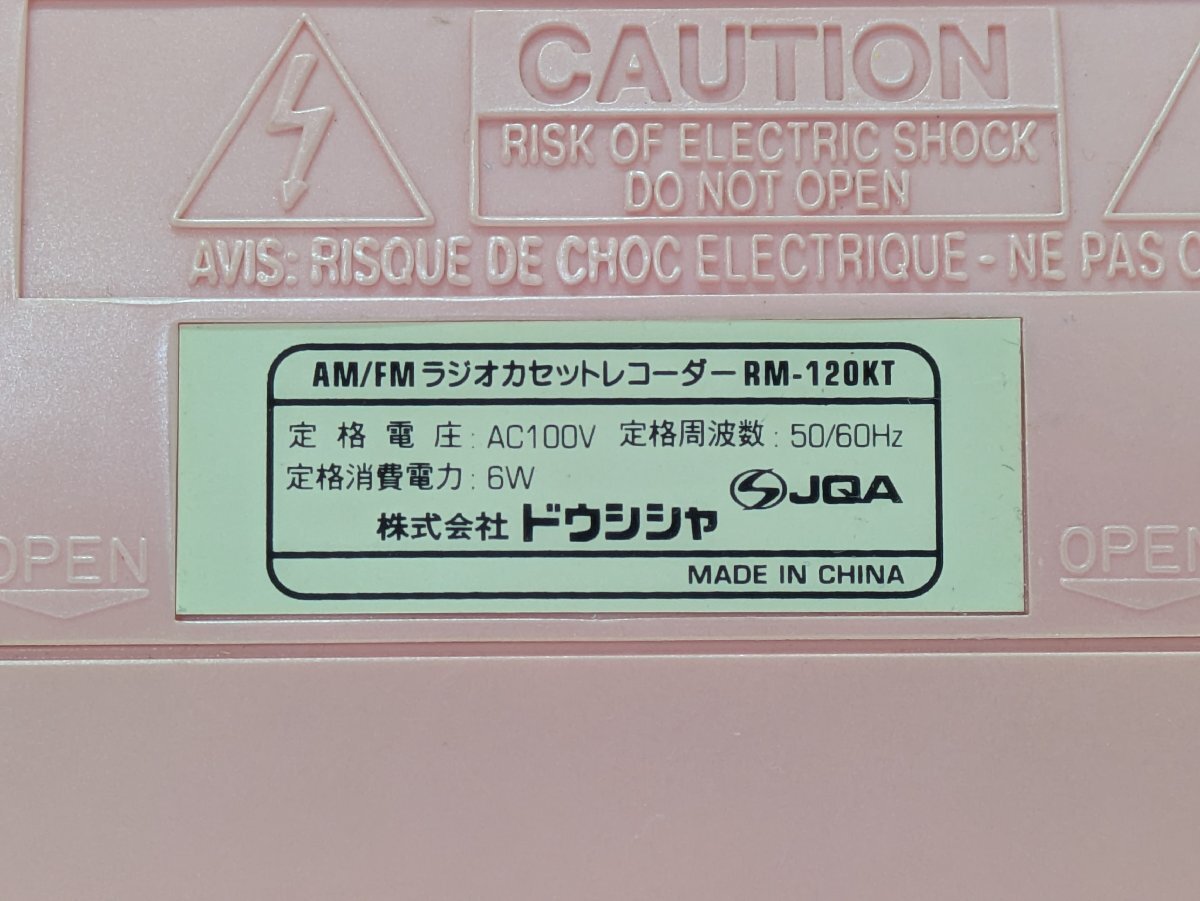 CAUTION
RISK OF ELECTRIC SHOCK
DO NOT OPEN
AVIS: RISQUE DE CHOC ELECTRIQUE - NE PAS
AM/FM ラジオカセットレコーダー RM-120KT
定格電圧: AC100V 定格周波数: 50/60Hz
定格消費電力: 6W
JQA
株式会社 ドウシシャ
MADE IN CHINA
OPEN
OPEN